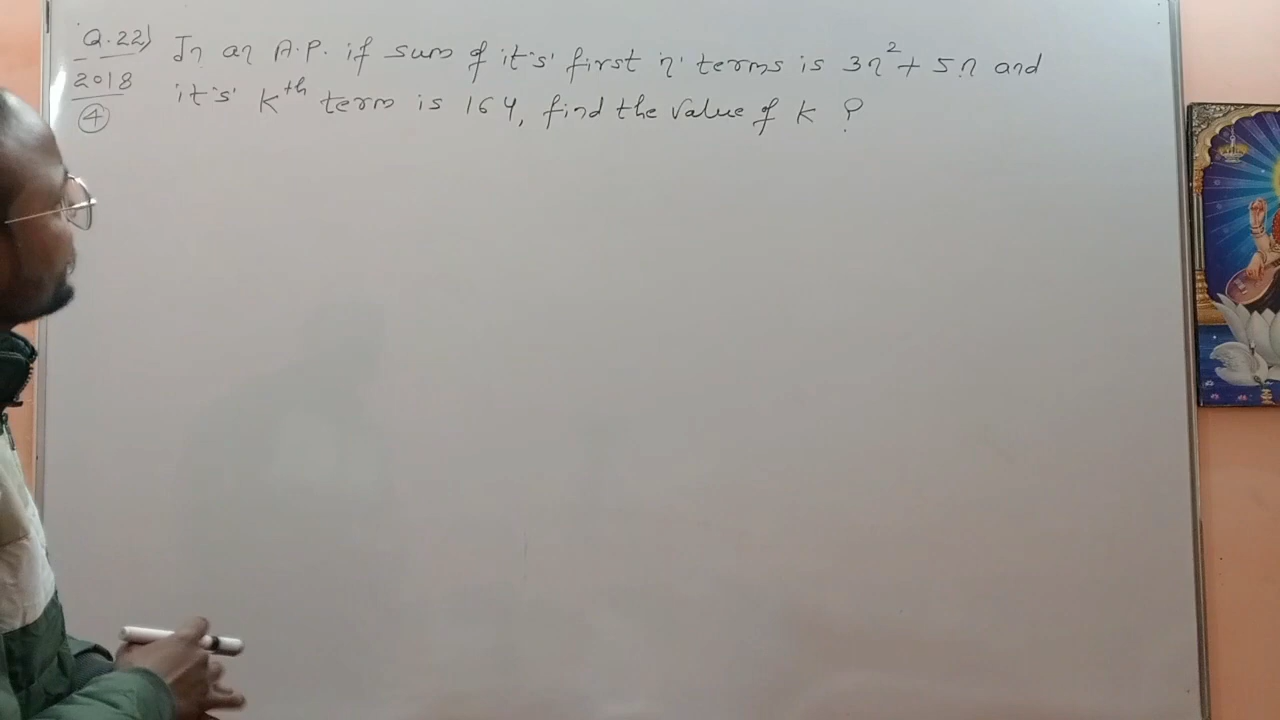 Q.22) In an A.P. if sum of it's' first 'n' terms is 3n²+5n and
2018 it's' kth term is 164, find the value of k ?
4